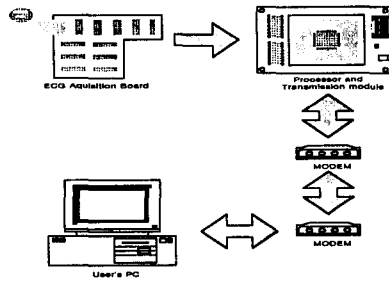 ECG Aquisition Board
Processor and
Transmission module
MODEM
MODEM
User's PC